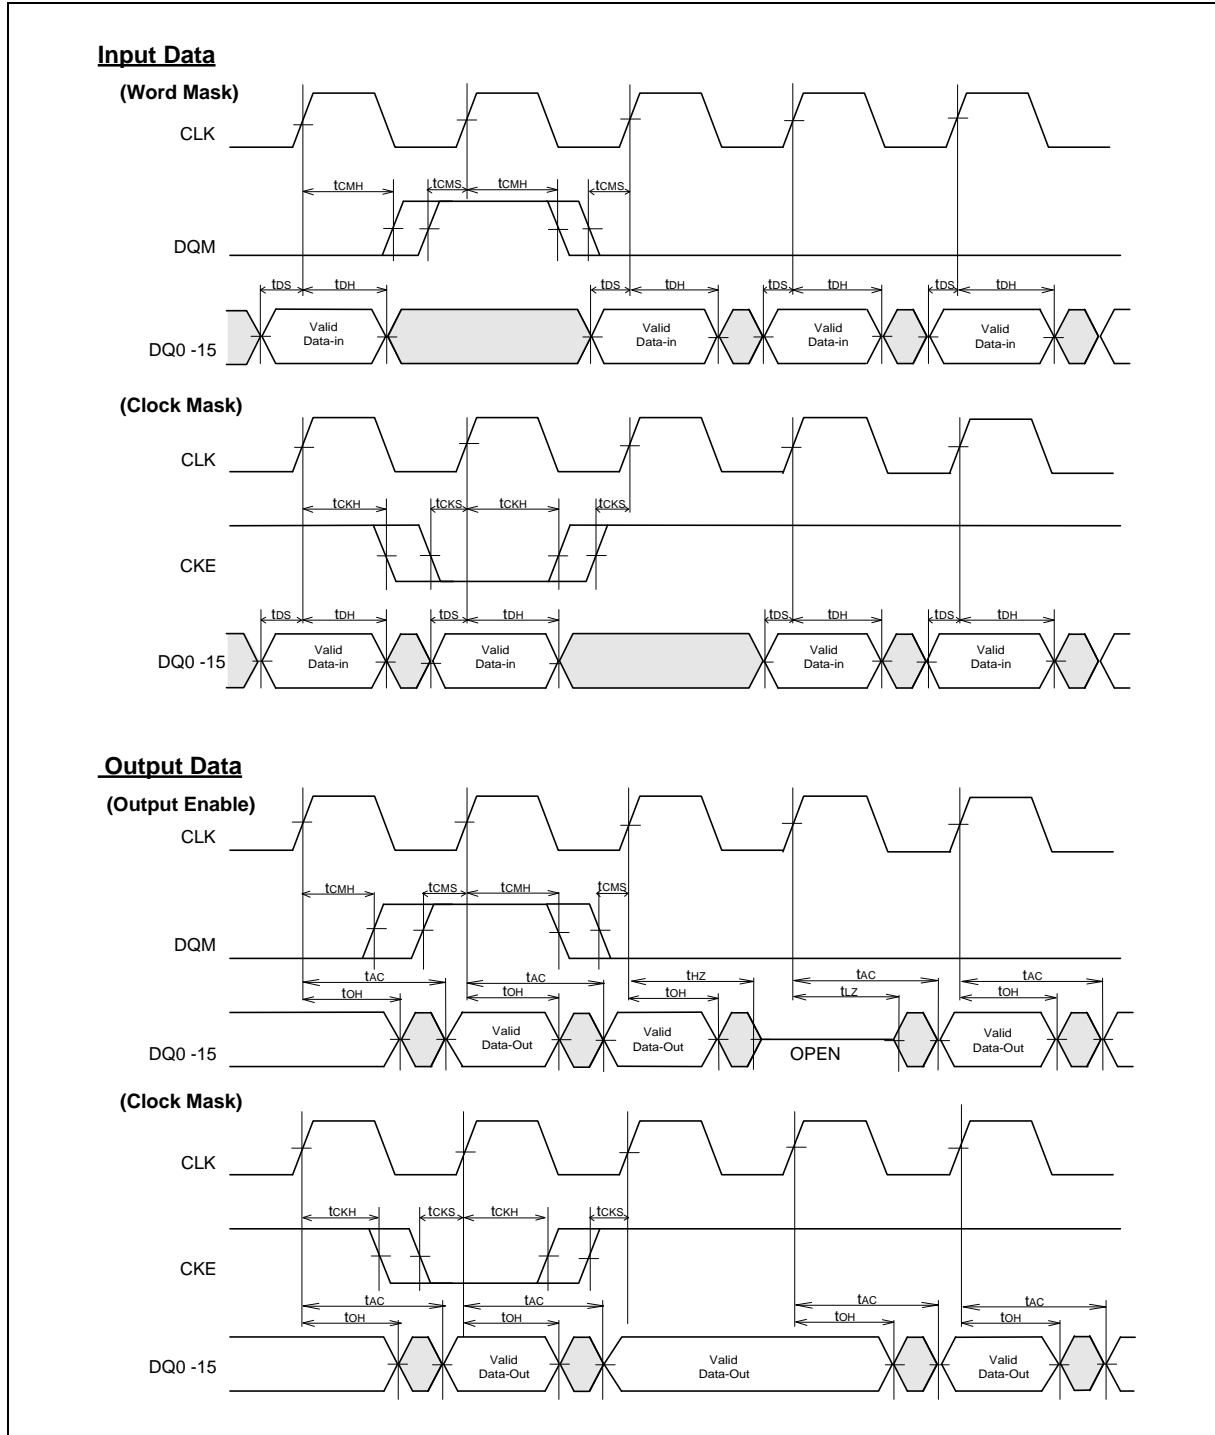 Input Data
(Word Mask)
CLK
tCMH tCMS tCMH tCMS
DQM
tDS tDH tDS tDH tDS tDH tDS tDH
Valid Data-in Valid Data-in Valid Data-in Valid Data-in
DQ0 -15
(Clock Mask)
CLK
tCKH tCKS tCKH tCKS
CKE
tDS tDH tDS tDH tDS tDH tDS tDH
Valid Data-in Valid Data-in Valid Data-in Valid Data-in
DQ0 -15
Output Data
(Output Enable)
CLK
tCMH tCMS tCMH tCMS
DQM
tAC tAC tHZ tAC tAC
tOH tOH tOH tLZ tOH
Valid Data-Out Valid Data-Out Valid Data-Out
DQ0 -15 OPEN
(Clock Mask)
CLK
tCKH tCKS tCKH tCKS
CKE
tAC tAC tAC tAC
tOH tOH tOH tOH
Valid Data-Out Valid Data-Out Valid Data-Out
DQ0 -15